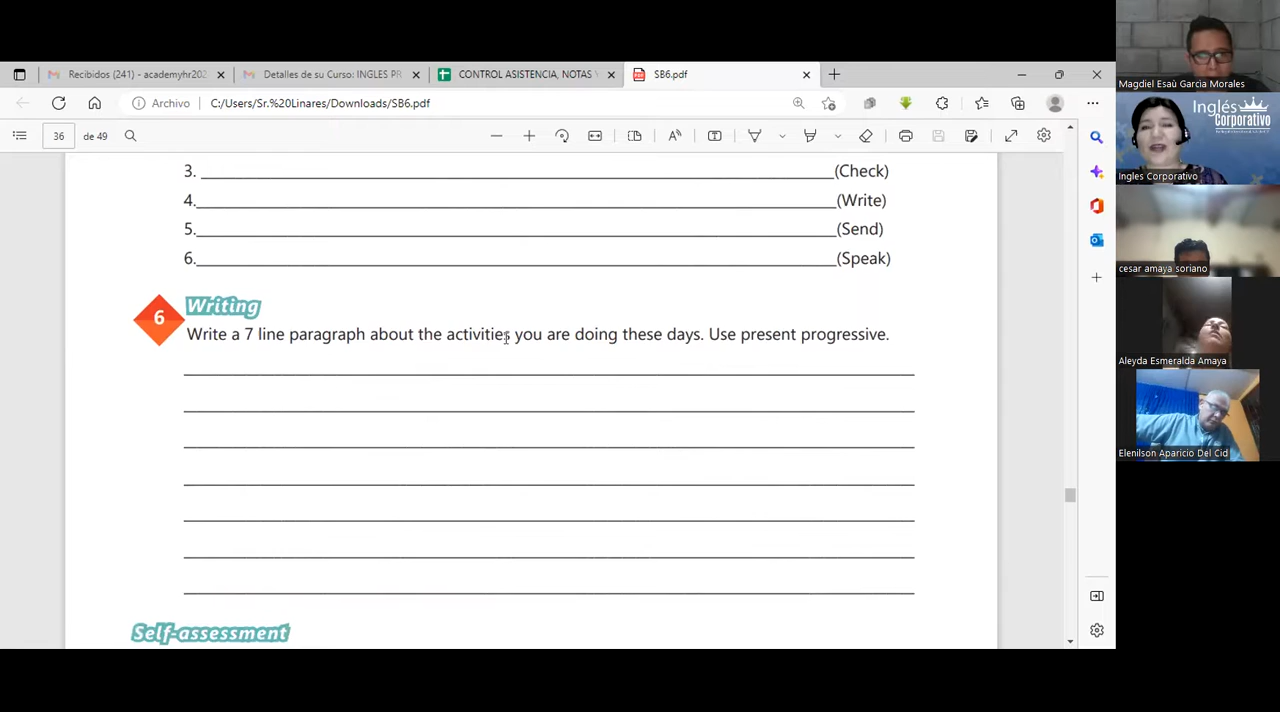 Recibidos (241) - academyhr202
Detalles de su Curso: INGLES PR
CONTROL ASISTENCIA, NOTAS Y
SB6.pdf
Archivo
C:/Users/Sr.%20Linares/Downloads/SB6.pdf
36 de 49
3. (Check)
4. (Write)
5. (Send)
6. (Speak)
6 Writing
Write a 7 line paragraph about the activities you are doing these days. Use present progressive.
Self-assessment
Magdiel Esaù Garcia Morales
Inglés
Corporativo
Ingles Corporativo
cesar amaya soriano
Aleyda Esmeralda Amaya
Elenilson Aparicio Del Cid